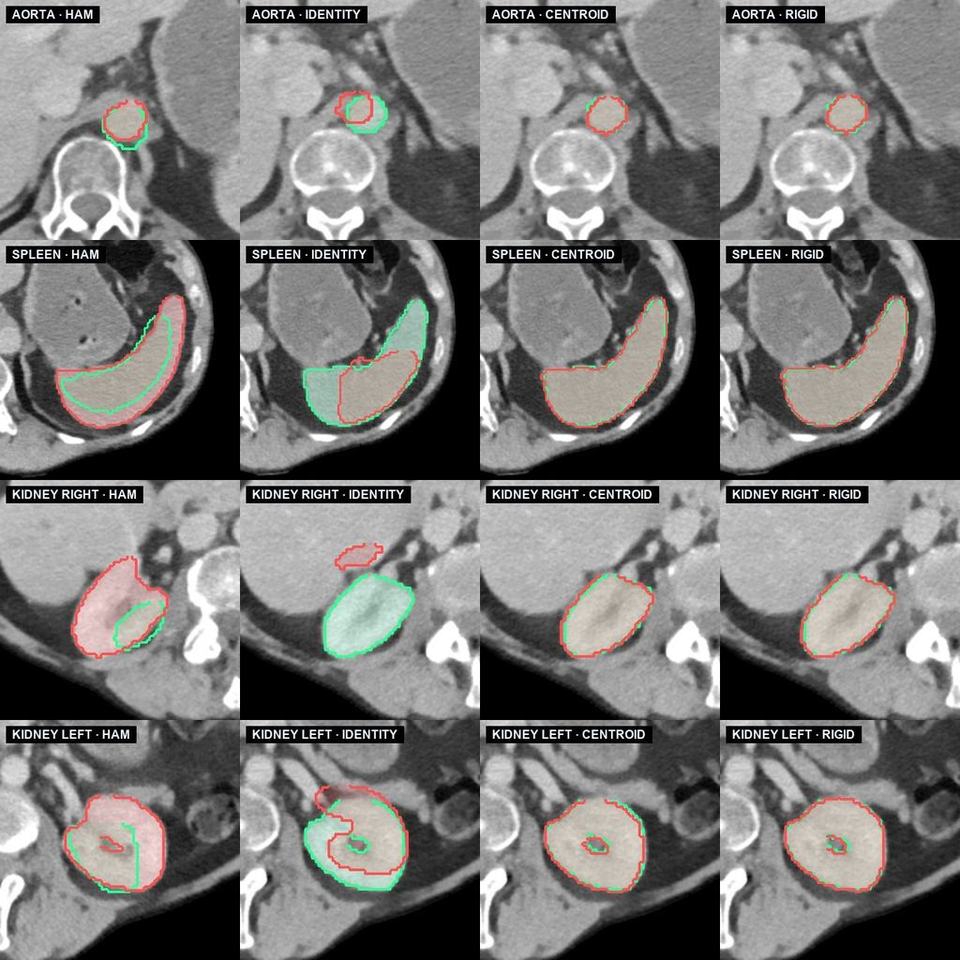 AORTA · HAM
AORTA · IDENTITY
AORTA · CENTROID
AORTA · RIGID
SPLEEN · HAM
SPLEEN · IDENTITY
SPLEEN · CENTROID
SPLEEN · RIGID
KIDNEY RIGHT · HAM
KIDNEY RIGHT · IDENTITY
KIDNEY RIGHT · CENTROID
KIDNEY RIGHT · RIGID
KIDNEY LEFT · HAM
KIDNEY LEFT · IDENTITY
KIDNEY LEFT · CENTROID
KIDNEY LEFT · RIGID